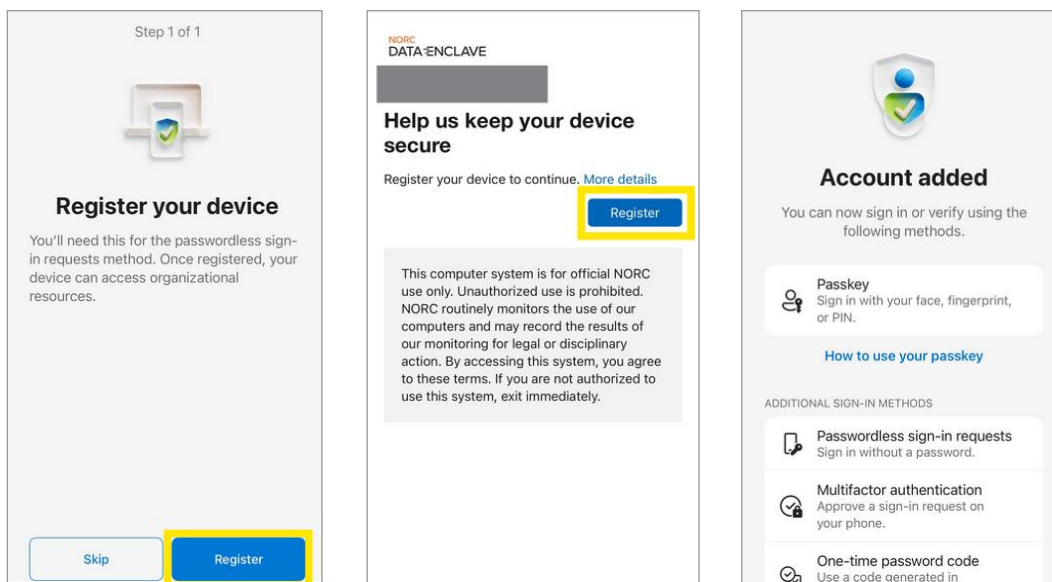 Step 1 of 1
Register your device
You'll need this for the passwordless sign-
in requests method. Once registered, your
device can access organizational
resources.
Skip
Register
NORC
DATA ENCLAVE
Help us keep your device
secure
Register your device to continue. More details
Register
This computer system is for official NORC
use only. Unauthorized use is prohibited.
NORC routinely monitors the use of our
computers and may record the results of
our monitoring for legal or disciplinary
action. By accessing this system, you agree
to these terms. If you are not authorized to
use this system, exit immediately.
Account added
You can now sign in or verify using the
following methods.
Passkey
Sign in with your face, fingerprint,
or PIN.
How to use your passkey
ADDITIONAL SIGN-IN METHODS
Passwordless sign-in requests
Sign in without a password.
Multifactor authentication
Approve a sign-in request on
your phone.
One-time password code
Use a code generated in